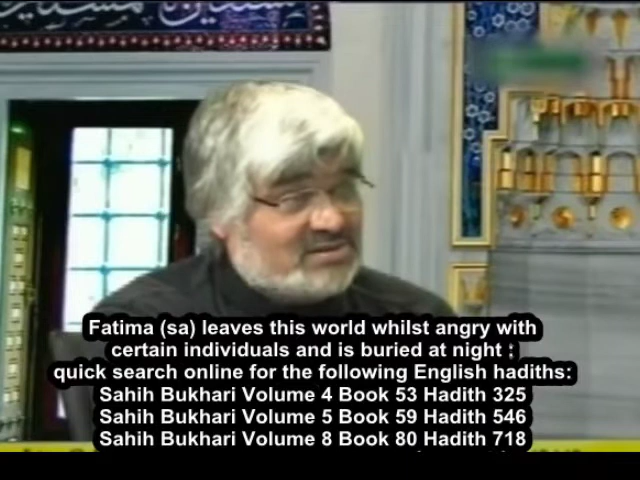 Fatima (sa) leaves this world whilst angry with
certain individuals and is buried at night ;
quick search online for the following English hadiths:
Sahih Bukhari Volume 4 Book 53 Hadith 325
Sahih Bukhari Volume 5 Book 59 Hadith 546
Sahih Bukhari Volume 8 Book 80 Hadith 718